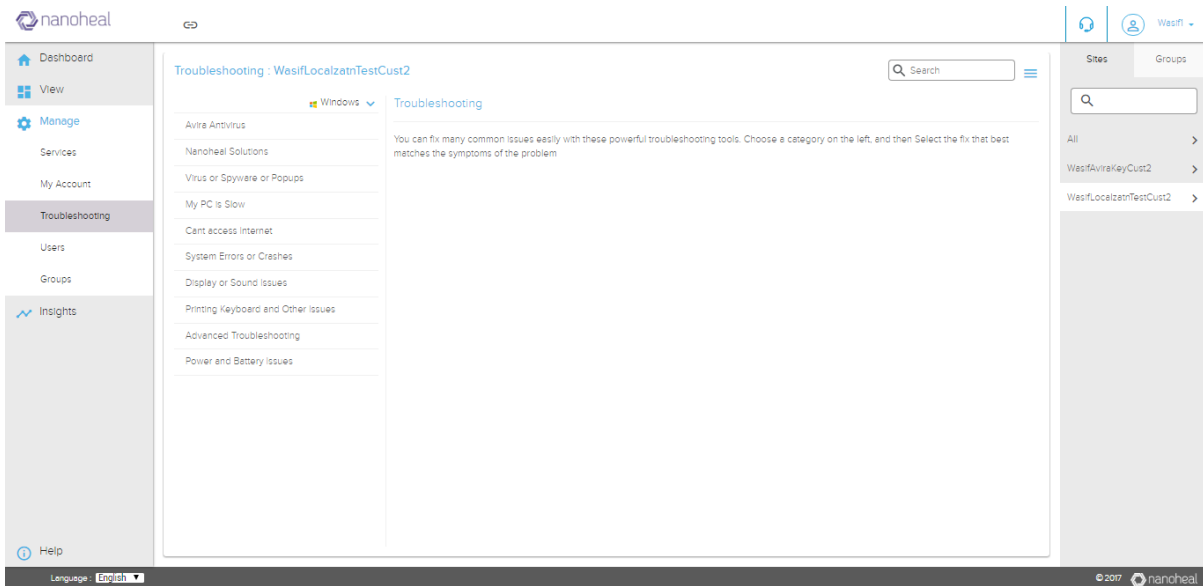 nanoheal
Wasif1
Dashboard
View
Manage
Services
My Account
Troubleshooting
Users
Groups
Insights
Help
Troubleshooting : WasifLocalzatnTestCust2
Search
Windows
Avira Antivirus
Nanoheal Solutions
Virus or Spyware or Popups
My PC is Slow
Cant access Internet
System Errors or Crashes
Display or Sound Issues
Printing Keyboard and Other Issues
Advanced Troubleshooting
Power and Battery Issues
Troubleshooting
You can fix many common issues easily with these powerful troubleshooting tools. Choose a category on the left, and then Select the fix that best
matches the symptoms of the problem
Sites
Groups
All
WasifAviraKeyCust2
WasifLocalzatnTestCust2
Language : English
© 2017 nanoheal